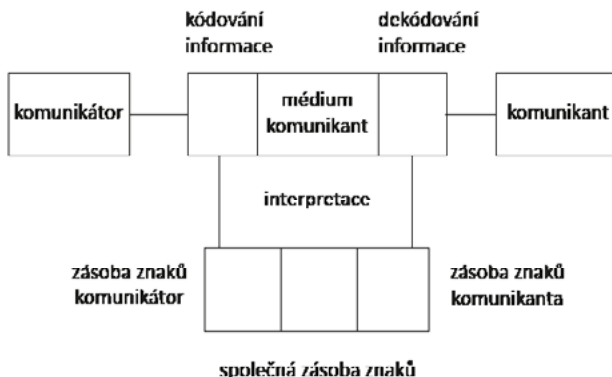 kódování
informace
dekódování
informace
komunikátor
médium
komunikant
komunikant
interpretace
zásoba znaků
komunikátor
zásoba znaků
komunikanta
společná zásoba znaků